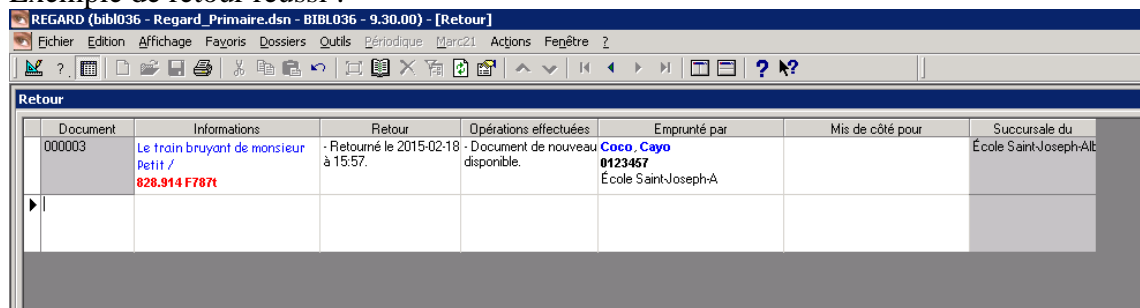 Exemple de retour réussi :
REGARD (bibl036 - Regard_Primaire.dsn - BIBL036 - 9.30.00) - [Retour]
Fichier Edition Affichage Favoris Dossiers Outils Périodique Marc21 Actions Fenêtre ?
Retour
Document Informations Retour Opérations effectuées Emprunté par Mis de côté pour Succursale du
000003 Le train bruyant de monsieur - Retourné le 2015-02-18 - Document de nouveau Coco, Cayo École Saint-Joseph-Alb
Petit / à 15:57. disponible. 0123457
828.914 F787t École Saint-Joseph-A